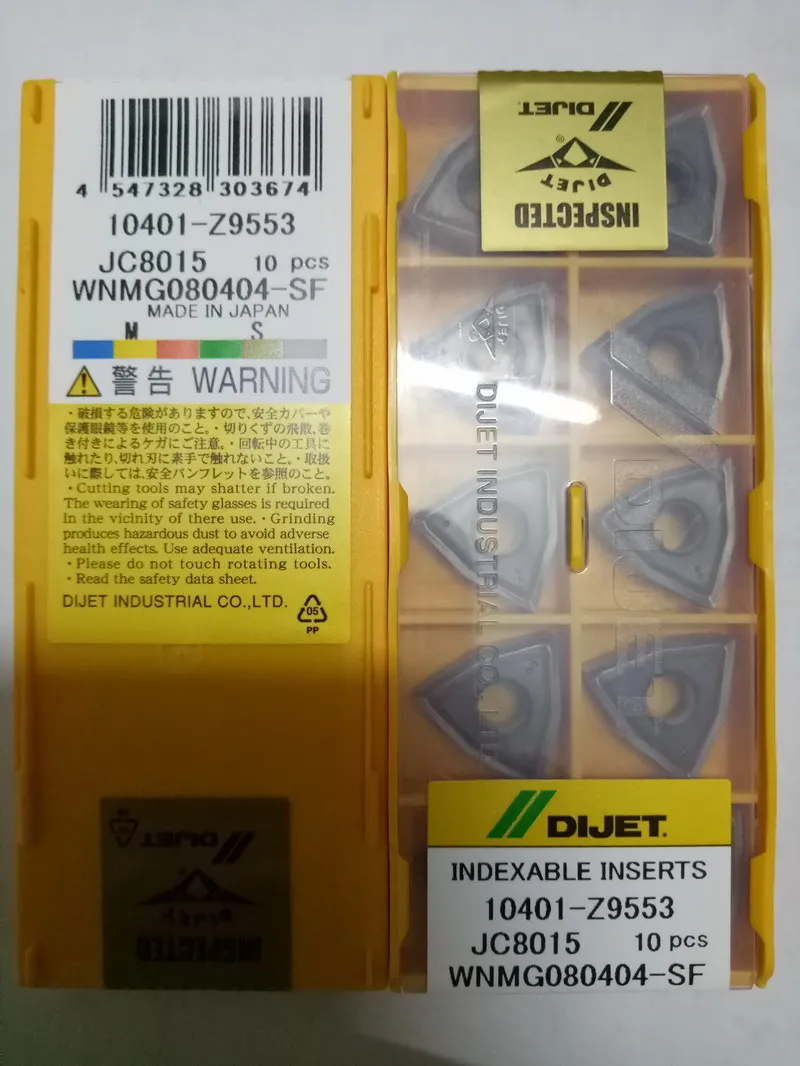 4 547328 303674
10401-Z9553
JC8015 10 pcs
WNMG080404-SF
MADE IN JAPAN
M S
警告 WARNING
・破損する危険がありますので、安全カバーや
保護眼鏡等を使用のこと。・切りくずの飛散、巻
き付きによるケガにご注意。・回転中の工具に
触れたり、切れ刃に素手で触れないこと。・取扱
いに際しては、安全パンフレットを参照のこと。
・Cutting tools may shatter if broken.
The wearing of safety glasses is required
in the vicinity of there use.・Grinding
produces hazardous dust to avoid adverse
health effects. Use adequate ventilation.
・Please do not touch rotating tools.
・Read the safety data sheet.
DIJET INDUSTRIAL CO.,LTD.
05
PP
DIJET
DIJET
INSPECTED
DIJET.
DIJET
INSPECTED
DIJET
DIJET INDUSTRIAL CO., LTD
DIJET
DIJET.
INDEXABLE INSERTS
10401-Z9553
JC8015 10 pcs
WNMG080404-SF